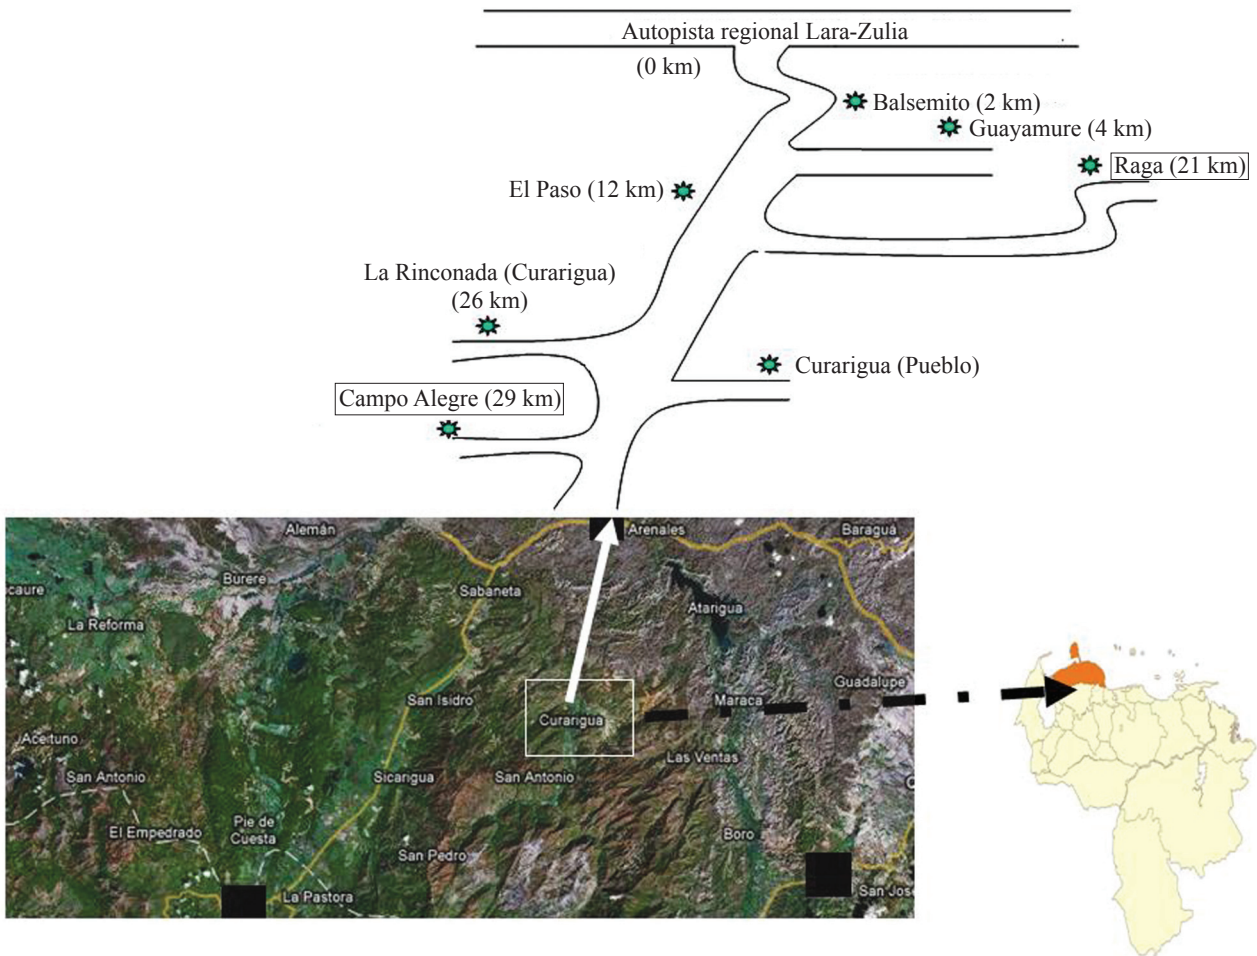 Autopista regional Lara-Zulia
(0 km)
Balsemito (2 km)
Guayamure (4 km)
Raga (21 km)
El Paso (12 km)
La Rinconada (Curarigua)
(26 km)
Curarigua (Pueblo)
Campo Alegre (29 km)
Alemán
Arenales
Baraguá
Burere
caure
Sabaneta
La Reforma
Atarigua
Guadalupe
San Isidro
Maraca
Curarigua
Aceituno
San Antonio
Sicarigua
San Antonio
Las Ventas
El Empedrado
Pie de
Cuesta
Boro
San Pedro
La Pastora
San Jose